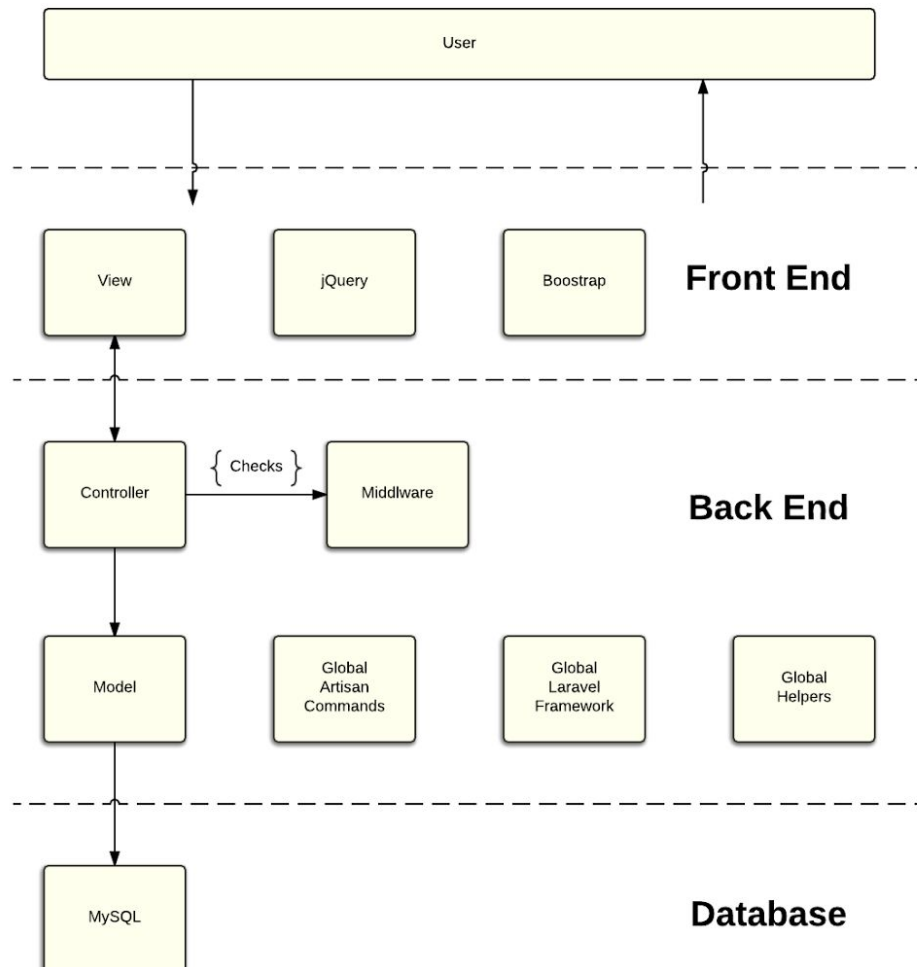 User
View
jQuery
Boostrap
Front End
{ Checks }
Controller
Middlware
Back End
Model
Global
Artisan
Commands
Global
Laravel
Framework
Global
Helpers
MySQL
Database